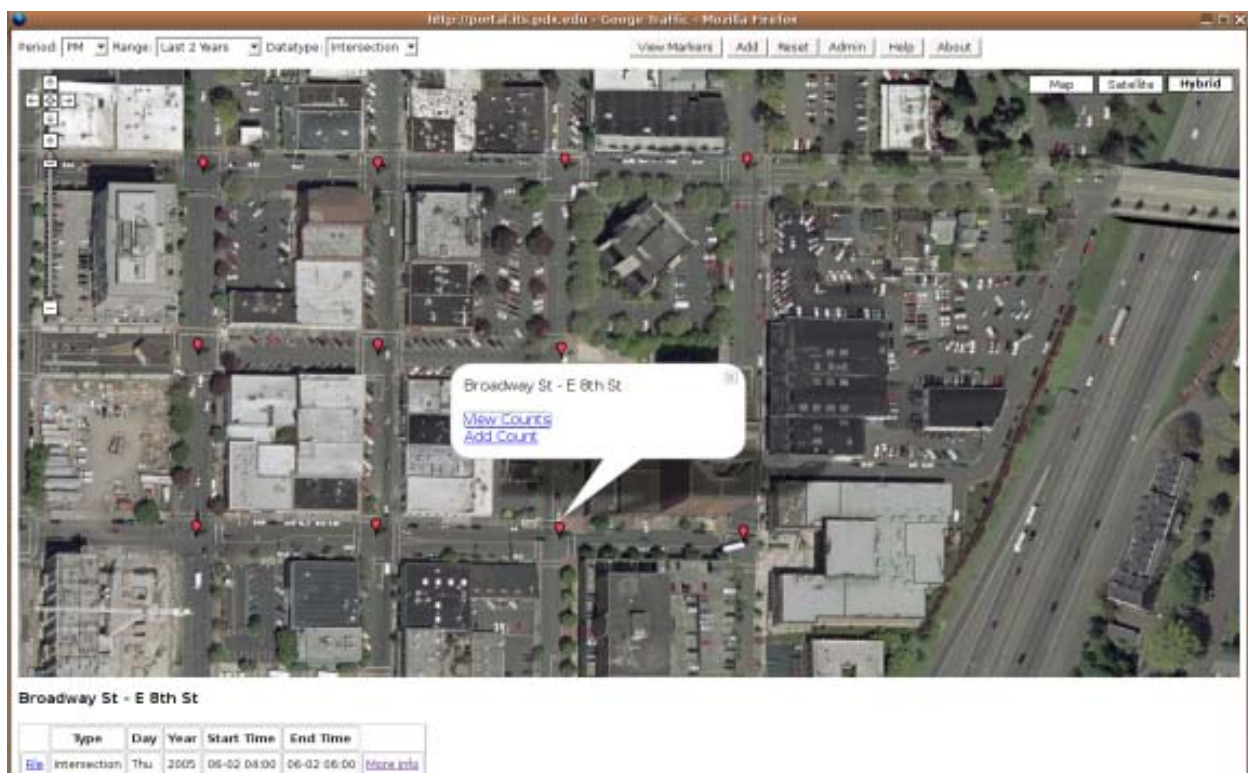 http://portal.its.pdx.edu - Google Traffic - Mozilla Firefox
Period: PM Range: Last 2 Years Datatype: Intersection View Markers Add Reset Admin Help About
Map Satellite Hybrid
Broadway St - E 8th St
View Counts
Add Count
Broadway St - E 8th St
Type Day Year Start Time End Time
File Intersection Thu 2005 06-02 04:00 06-02 06:00 More info